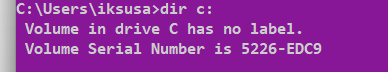 C:\Users\iksusa>dir c:
Volume in drive C has no label.
Volume Serial Number is 5226-EDC9